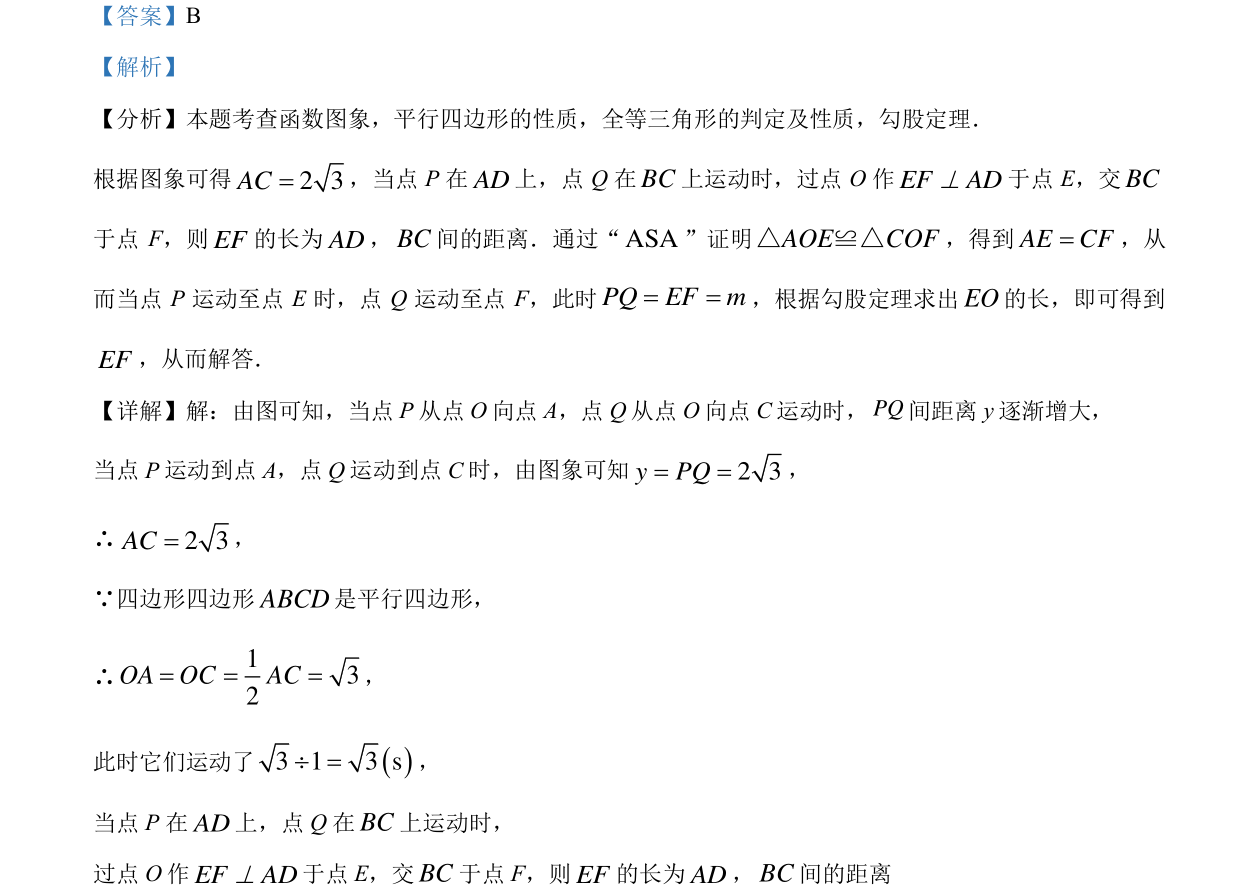 【答案】B
【解析】
【分析】本题考查函数图象，平行四边形的性质，全等三角形的判定及性质，勾股定理．
根据图象可得 AC = 2√3，当点 P 在 AD 上，点 Q 在 BC 上运动时，过点 O 作 EF ⊥ AD 于点 E，交 BC
于点 F，则 EF 的长为 AD，BC 间的距离．通过“ ASA ”证明 △AOE≌△COF，得到 AE = CF，从
而当点 P 运动至点 E 时，点 Q 运动至点 F，此时 PQ = EF = m，根据勾股定理求出 EO 的长，即可得到
EF，从而解答．
【详解】解：由图可知，当点 P 从点 O 向点 A，点 Q 从点 O 向点 C 运动时，PQ 间距离 y 逐渐增大，
当点 P 运动到点 A，点 Q 运动到点 C 时，由图象可知 y = PQ = 2√3，
∴ AC = 2√3，
∵四边形四边形 ABCD 是平行四边形，
∴ OA = OC = 1/2 AC = √3，
此时它们运动了 √3 ÷1 = √3(s)，
当点 P 在 AD 上，点 Q 在 BC 上运动时，
过点 O 作 EF ⊥ AD 于点 E，交 BC 于点 F，则 EF 的长为 AD，BC 间的距离